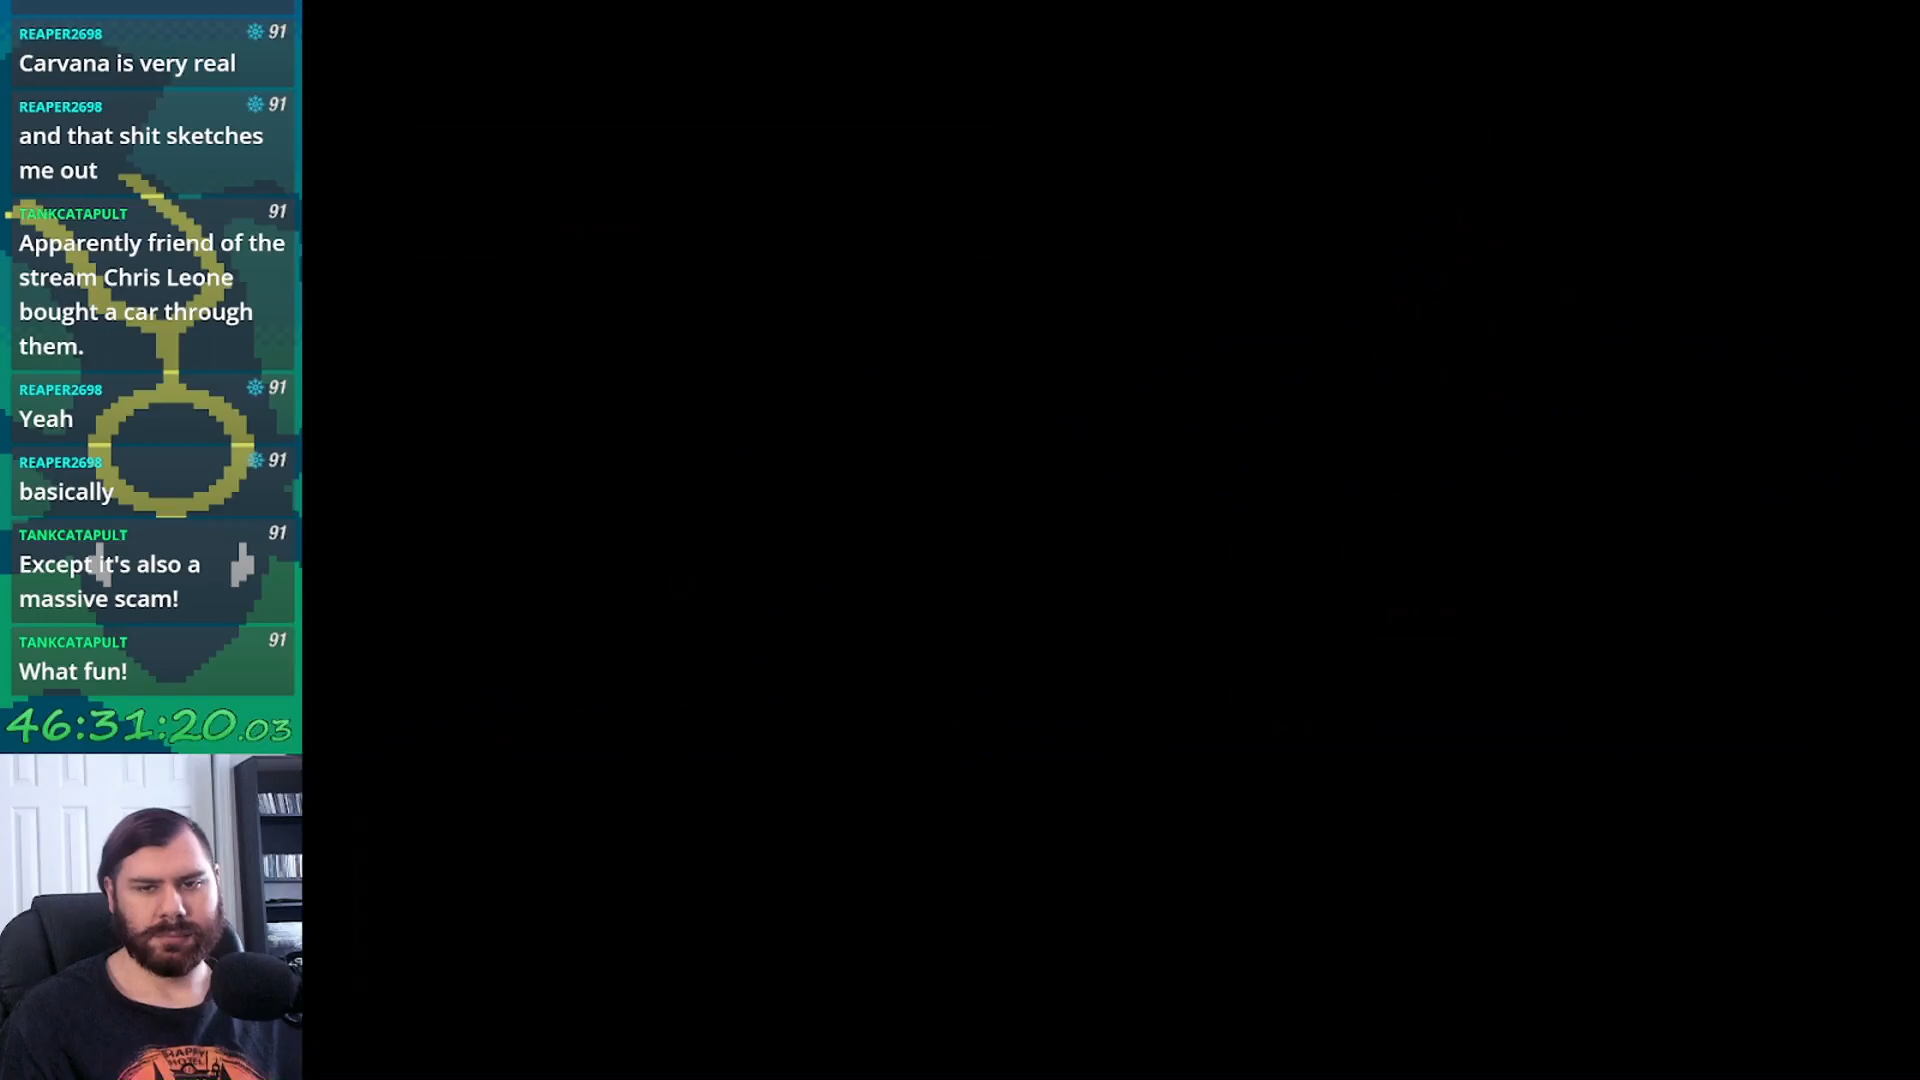 REAPER2698 91
Carvana is very real
REAPER2698 91
and that shit sketches
me out
TANKCATAPULT 91
Apparently friend of the
stream Chris Leone
bought a car through
them.
REAPER2698 91
Yeah
REAPER2698 91
basically
TANKCATAPULT 91
Except it's also a
massive scam!
TANKCATAPULT 91
What fun!
46:31:20.03
HAPPY
HOTEL